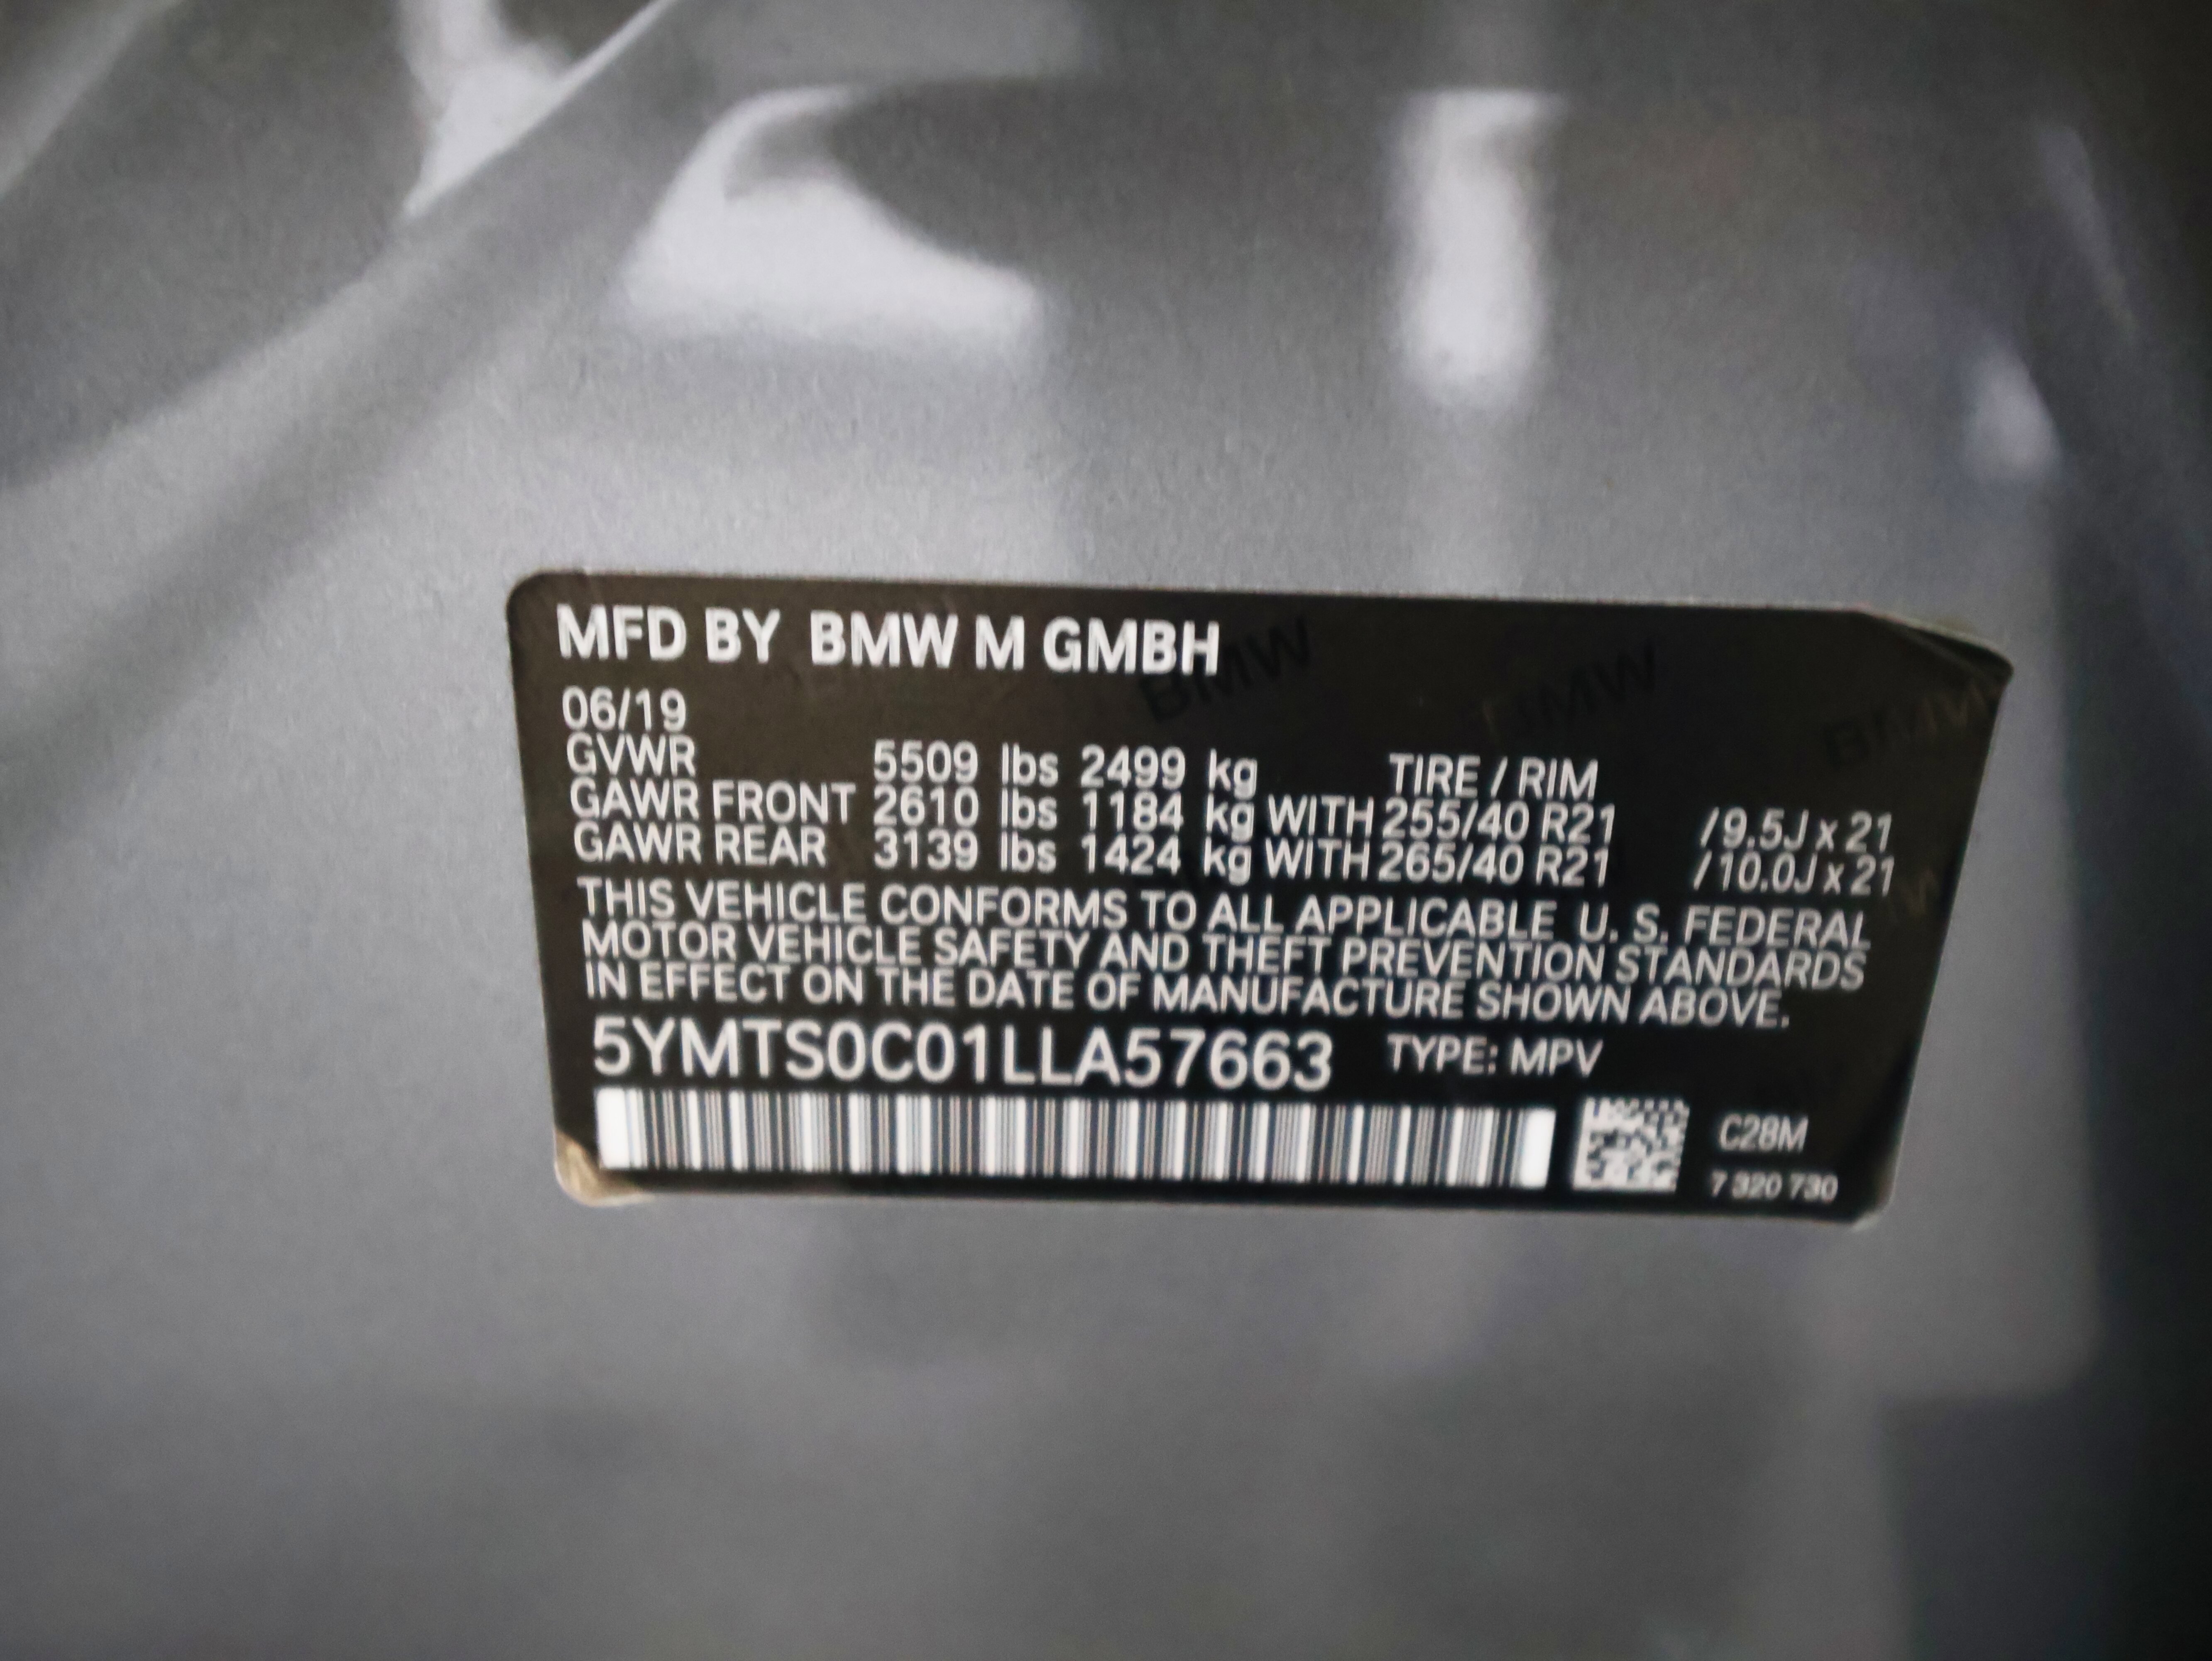 MFD BY BMW M GMBH
06/19
GVWR 5509 lbs 2499 kg TIRE / RIM
GAWR FRONT 2610 lbs 1184 kg WITH 255/40 R21 /9.5J x 21
GAWR REAR 3139 lbs 1424 kg WITH 265/40 R21 /10.0J x 21
THIS VEHICLE CONFORMS TO ALL APPLICABLE U. S. FEDERAL
MOTOR VEHICLE SAFETY AND THEFT PREVENTION STANDARDS
IN EFFECT ON THE DATE OF MANUFACTURE SHOWN ABOVE.
5YMTS0C01LLA57663 TYPE: MPV
C28M
7 320 730
BMW
BMW
BMW